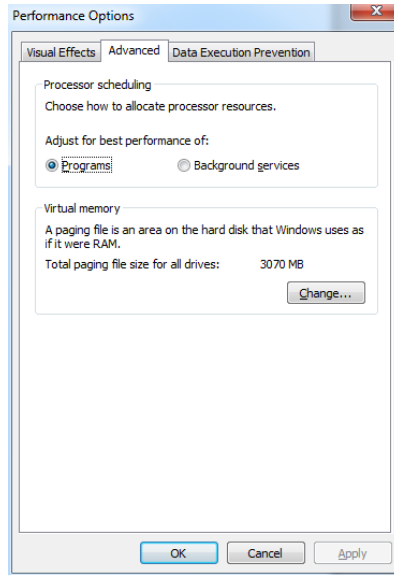 Performance Options
Visual Effects Advanced Data Execution Prevention
Processor scheduling
Choose how to allocate processor resources.
Adjust for best performance of:
Programs Background services
Virtual memory
A paging file is an area on the hard disk that Windows uses as
if it were RAM.
Total paging file size for all drives: 3070 MB
Change...
OK Cancel Apply